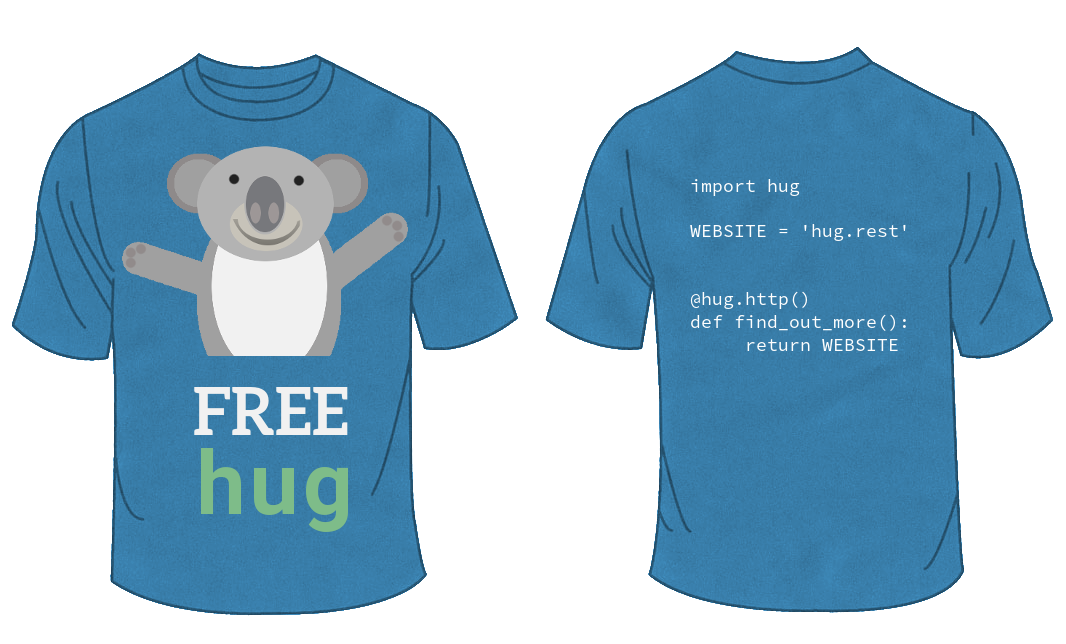 FREE
hug
import hug
WEBSITE = 'hug.rest'
@hug.http()
def find_out_more():
     return WEBSITE